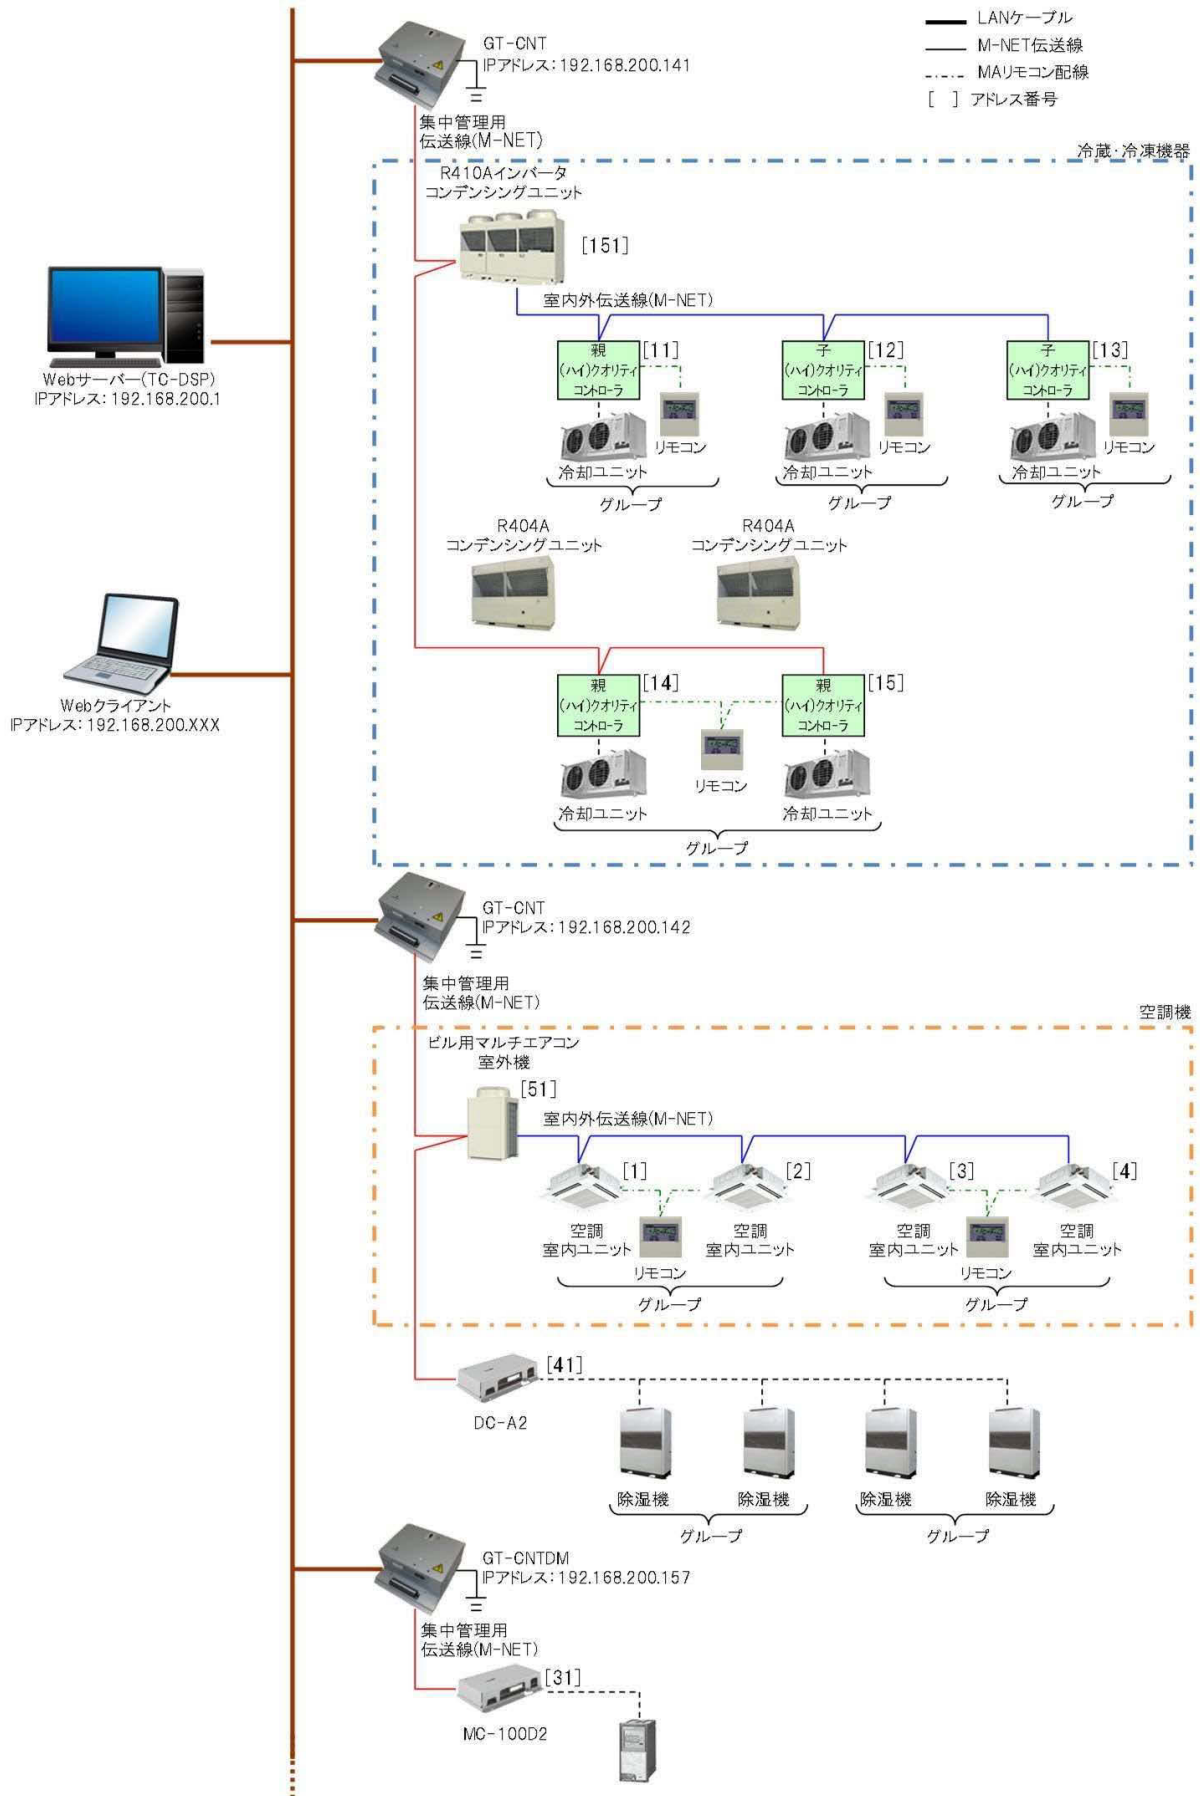 LANケーブル
M-NET伝送線
MAリモコン配線
[ ] アドレス番号
GT-CNT
IPアドレス：192.168.200.141
集中管理用
伝送線(M-NET)
冷蔵・冷凍機器
R410Aインバータ
コンデンシングユニット
[151]
室内外伝送線(M-NET)
Webサーバー(TC-DSP)
IPアドレス：192.168.200.1
親
(ハイ)クオリティ
コントローラ
[11]
リモコン
冷却ユニット
グループ
子
(ハイ)クオリティ
コントローラ
[12]
リモコン
冷却ユニット
グループ
子
(ハイ)クオリティ
コントローラ
[13]
リモコン
冷却ユニット
グループ
R404A
コンデンシングユニット
R404A
コンデンシングユニット
Webクライアント
IPアドレス：192.168.200.XXX
親
(ハイ)クオリティ
コントローラ
[14]
親
(ハイ)クオリティ
コントローラ
[15]
リモコン
冷却ユニット
冷却ユニット
グループ
GT-CNT
IPアドレス：192.168.200.142
集中管理用
伝送線(M-NET)
空調機
ビル用マルチエアコン
室外機
[51]
室内外伝送線(M-NET)
[1]
[2]
[3]
[4]
空調
室内ユニット
リモコン
空調
室内ユニット
グループ
空調
室内ユニット
リモコン
空調
室内ユニット
グループ
[41]
DC-A2
除湿機
除湿機
グループ
除湿機
除湿機
グループ
GT-CNTDM
IPアドレス：192.168.200.157
集中管理用
伝送線(M-NET)
[31]
MC-100D2